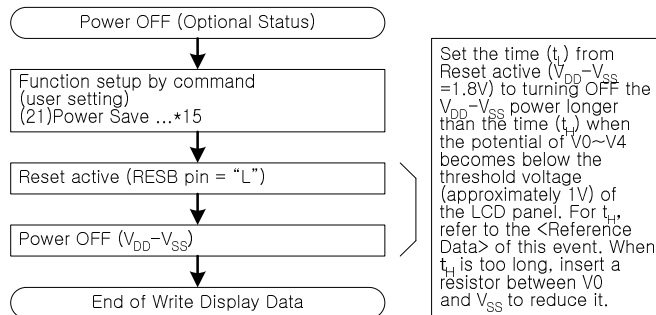 Power OFF (Optional Status)
Function setup by command
(user setting)
(21)Power Save ...*15
Reset active (RESB pin = “L”)
Power OFF (VDD-VSS)
End of Write Display Data
Set the time (tL) from
Reset active (VDD-VSS
=1.8V) to turning OFF the
VDD-VSS power longer
than the time (tH) when
the potential of V0~V4
becomes below the
threshold voltage
(approximately 1V) of
the LCD panel. For tH,
refer to the <Reference
Data> of this event. When
tH is too long, insert a
resistor between V0
and VSS to reduce it.